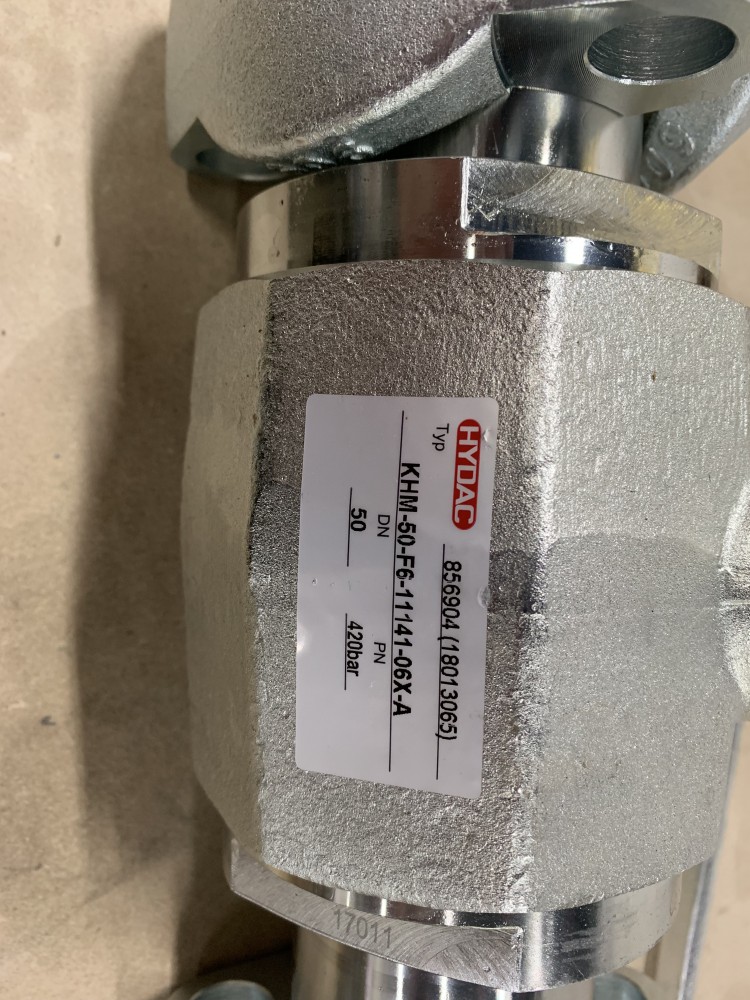 HYDAC 856904 (18013065)
Typ
KHM-50-F6-11141-06X-A
DN PN
50 420bar
17011